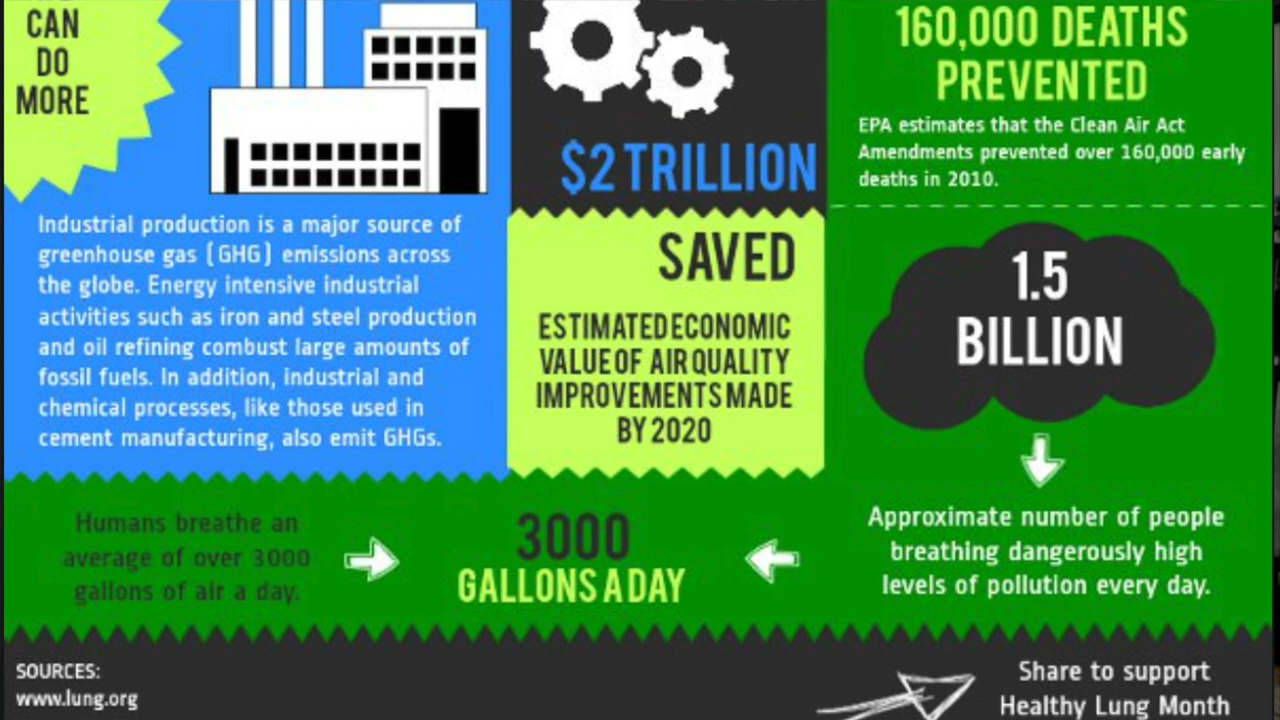 CAN
DO
MORE
Industrial production is a major source of
greenhouse gas (GHG) emissions across
the globe. Energy intensive industrial
activities such as iron and steel production
and oil refining combust large amounts of
fossil fuels. In addition, industrial and
chemical processes, like those used in
cement manufacturing, also emit GHGs.
$2 TRILLION
SAVED
ESTIMATED ECONOMIC
VALUE OF AIR QUALITY
IMPROVEMENTS MADE
BY 2020
160,000 DEATHS
PREVENTED
EPA estimates that the Clean Air Act
Amendments prevented over 160,000 early
deaths in 2010.
1.5
BILLION
Approximate number of people
breathing dangerously high
levels of pollution every day.
Humans breathe an
average of over 3000
gallons of air a day.
3000
GALLONS A DAY
SOURCES:
www.lung.org
Share to support
Healthy Lung Month